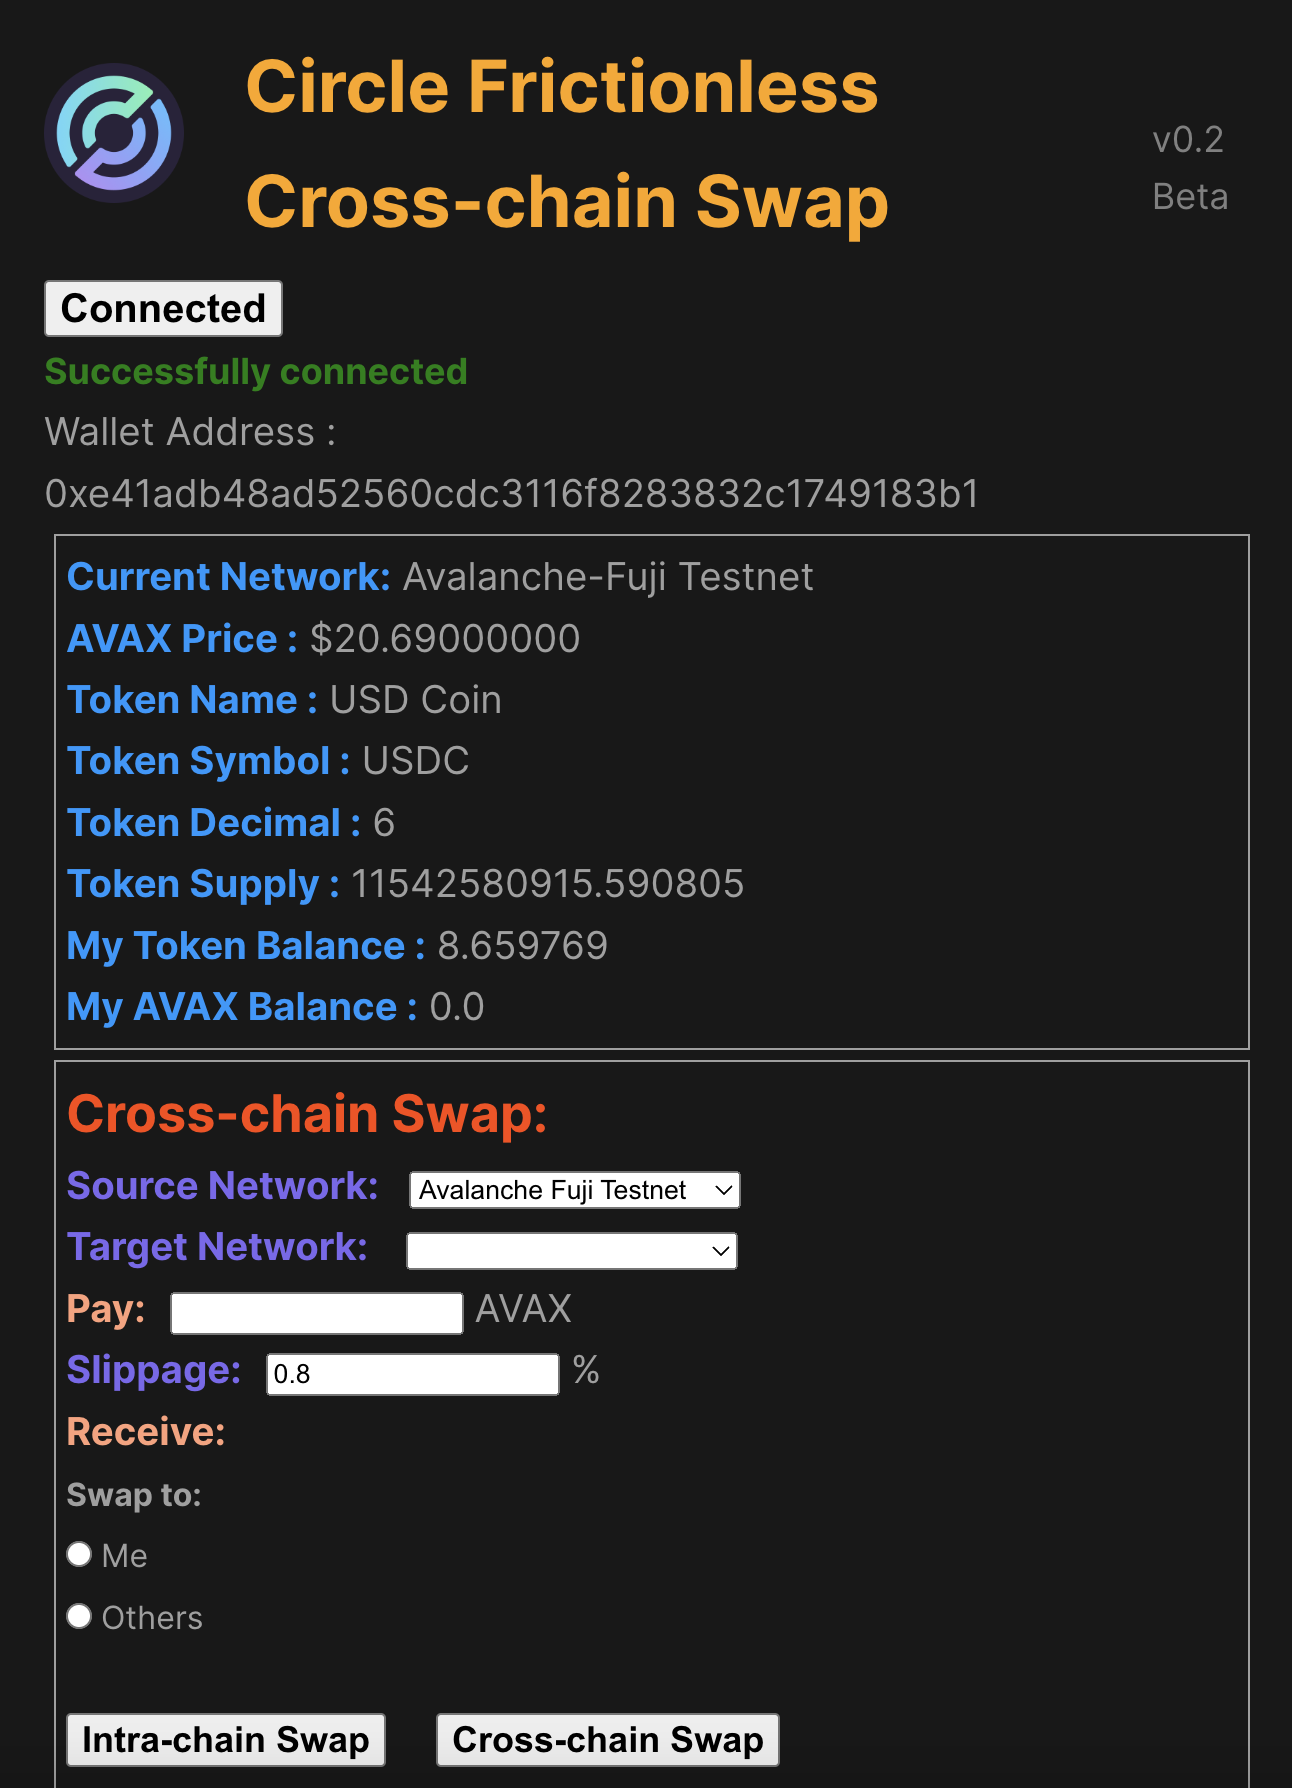 Circle Frictionless
Cross-chain Swap
v0.2
Beta
Connected
Successfully connected
Wallet Address :
0xe41adb48ad52560cdc3116f8283832c1749183b1
Current Network: Avalanche-Fuji Testnet
AVAX Price : $20.69000000
Token Name : USD Coin
Token Symbol : USDC
Token Decimal : 6
Token Supply : 11542580915.590805
My Token Balance : 8.659769
My AVAX Balance : 0.0
Cross-chain Swap:
Source Network: Avalanche Fuji Testnet
Target Network:
Pay: AVAX
Slippage: 0.8 %
Receive:
Swap to:
Me
Others
Intra-chain Swap Cross-chain Swap